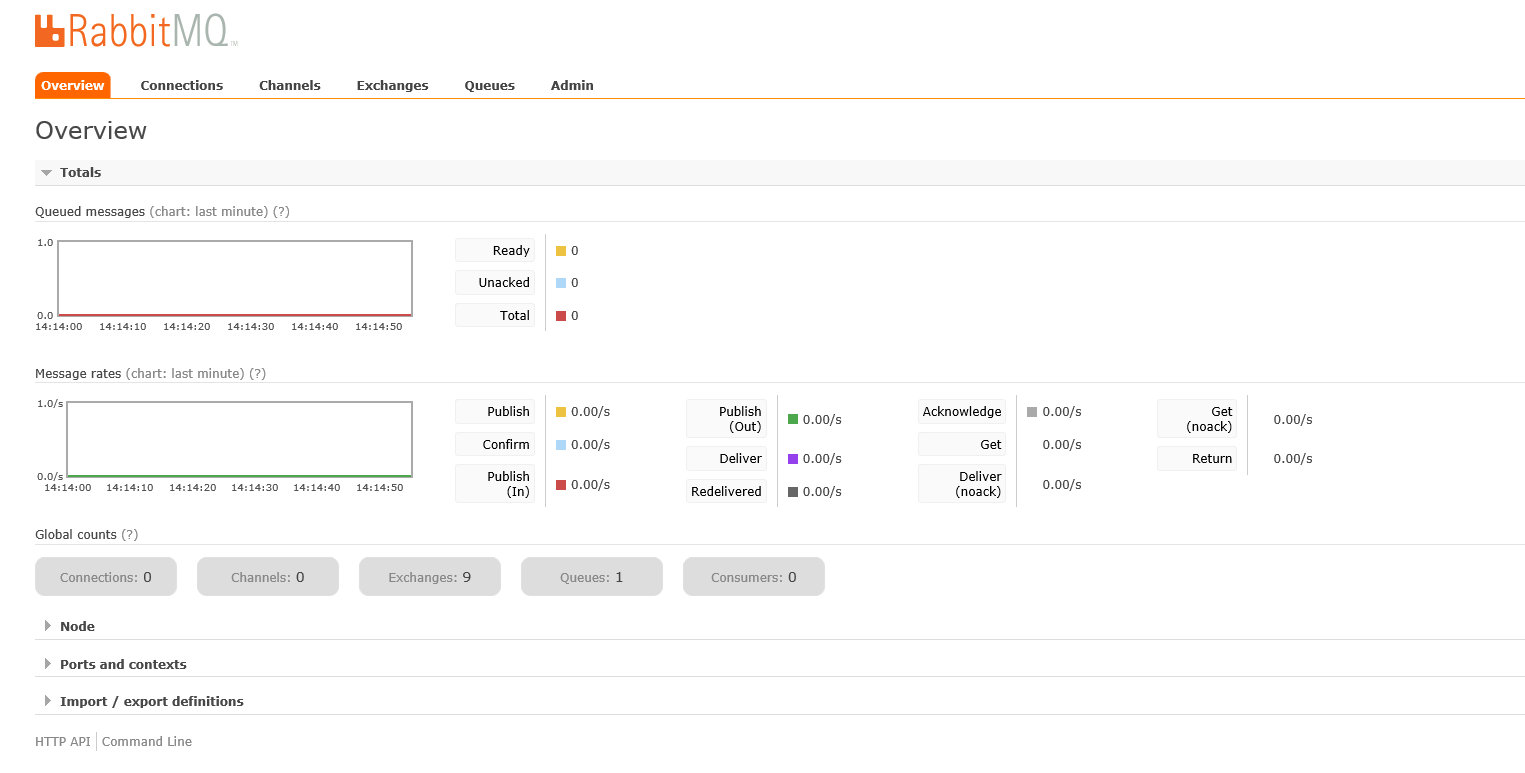 RabbitMQ™
Overview Connections Channels Exchanges Queues Admin
Overview
Totals
Queued messages (chart: last minute) (?)
1.0
0.0
14:14:00 14:14:10 14:14:20 14:14:30 14:14:40 14:14:50
Ready 0
Unacked 0
Total 0
Message rates (chart: last minute) (?)
1.0/s
0.0/s
14:14:00 14:14:10 14:14:20 14:14:30 14:14:40 14:14:50
Publish 0.00/s
Confirm 0.00/s
Publish
(In) 0.00/s
Publish
(Out) 0.00/s
Deliver 0.00/s
Redelivered 0.00/s
Acknowledge 0.00/s
Get 0.00/s
Deliver
(noack) 0.00/s
Get
(noack) 0.00/s
Return 0.00/s
Global counts (?)
Connections: 0 Channels: 0 Exchanges: 9 Queues: 1 Consumers: 0
Node
Ports and contexts
Import / export definitions
HTTP API Command Line